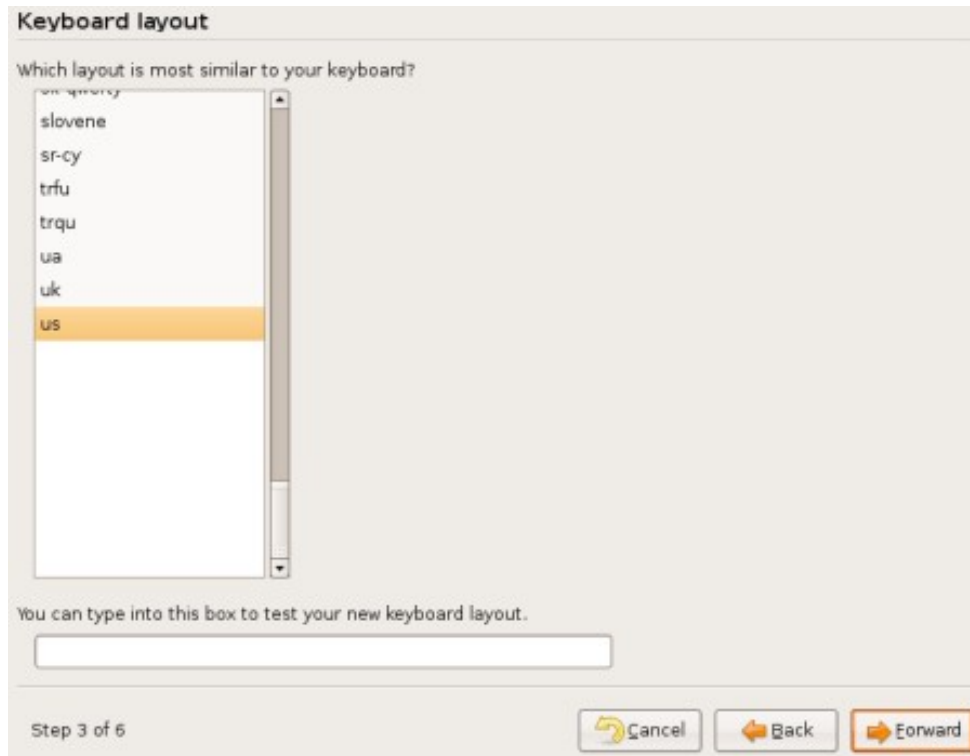 Keyboard layout
Which layout is most similar to your keyboard?
slovene
sr-cy
trfu
trqu
ua
uk
us
You can type into this box to test your new keyboard layout.
Step 3 of 6
Cancel
Back
Forward